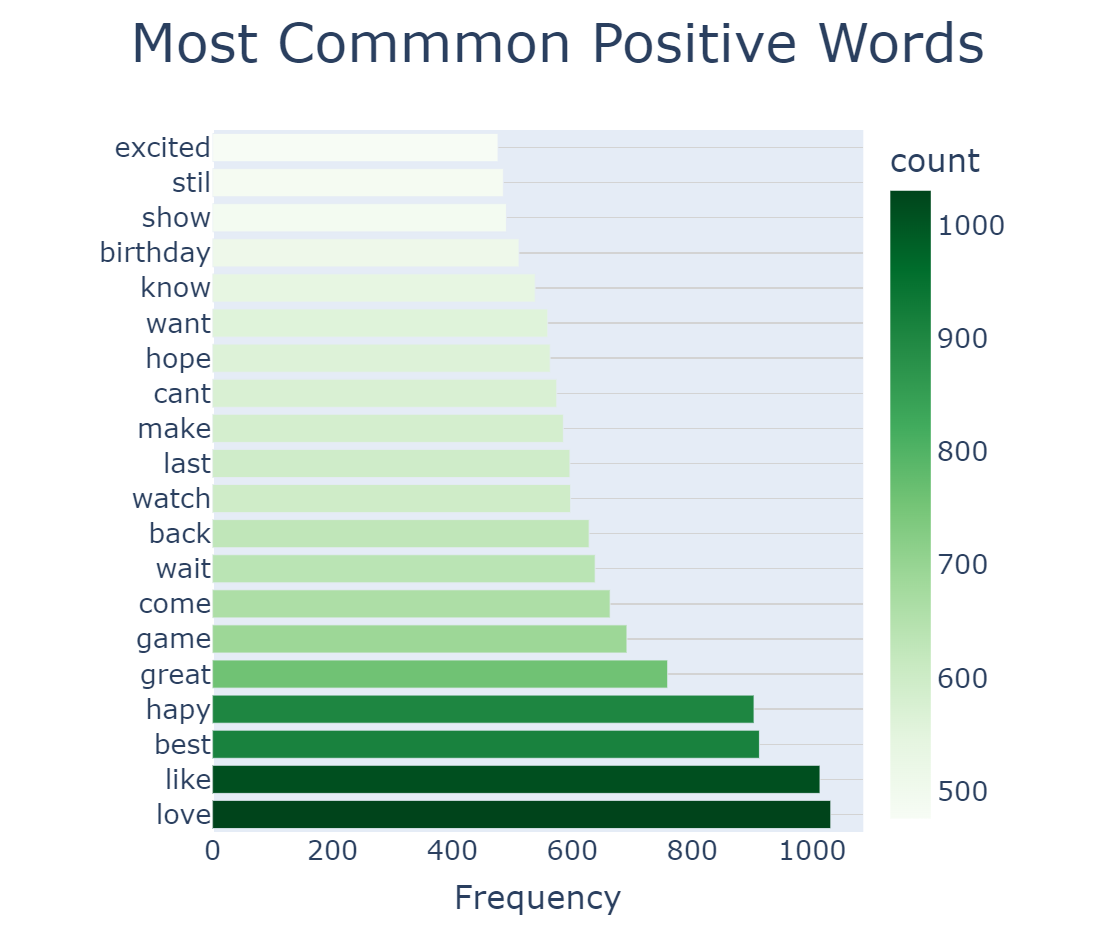 Most Commmon Positive Words
excited
stil
show
birthday
know
want
hope
cant
make
last
watch
back
wait
come
game
great
hapy
best
like
love
0 200 400 600 800 1000
Frequency
count
1000
900
800
700
600
500